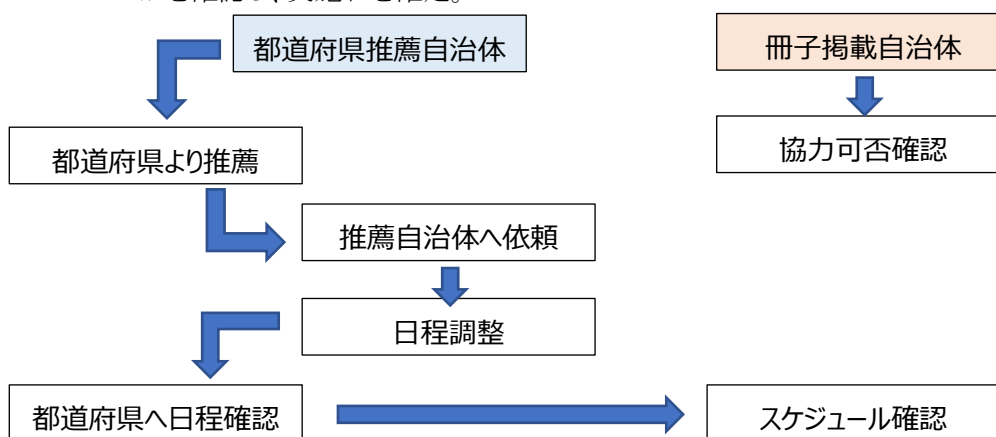 都道府県推薦自治体
冊子掲載自治体
都道府県より推薦
協力可否確認
推薦自治体へ依頼
日程調整
都道府県へ日程確認
スケジュール確認